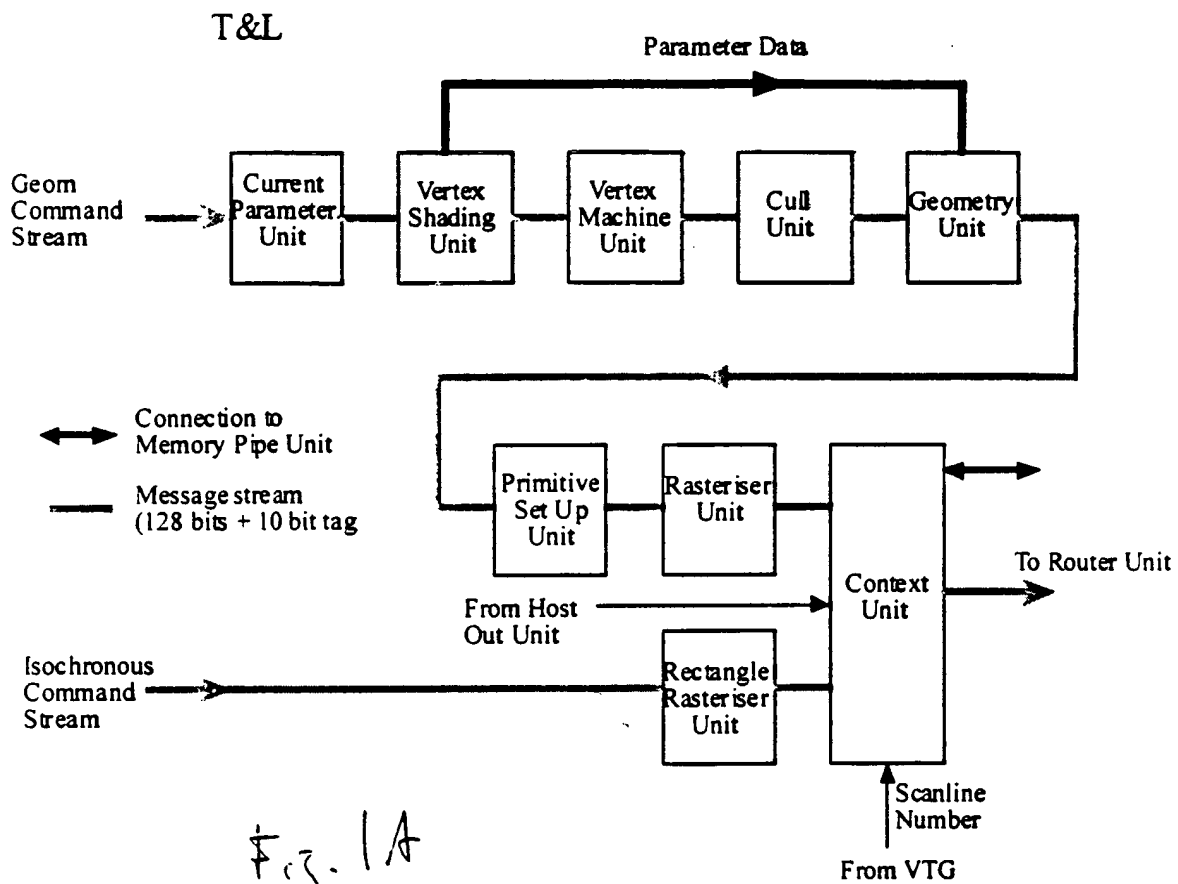 T&L
Parameter Data
Geom
Command
Stream
Current
Parameter
Unit
Vertex
Shading
Unit
Vertex
Machine
Unit
Cull
Unit
Geometry
Unit
Connection to
Memory Pipe Unit
Message stream
(128 bits + 10 bit tag
Primitive
Set Up
Unit
Rasteriser
Unit
Context
Unit
To Router Unit
From Host
Out Unit
Isochronous
Command
Stream
Rectangle
Rasteriser
Unit
Scanline
Number
From VTG
Fig. 1A